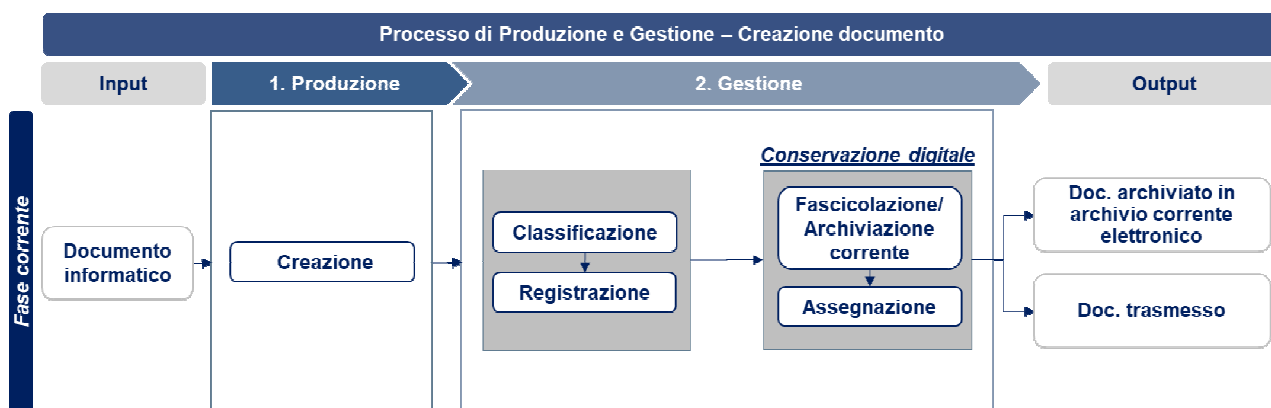 Processo di Produzione e Gestione – Creazione documento
Input
1. Produzione
2. Gestione
Output
Fase corrente
Documento
informatico
Creazione
Classificazione
Registrazione
Conservazione digitale
Fascicolazione/
Archiviazione
corrente
Assegnazione
Doc. archiviato in
archivio corrente
elettronico
Doc. trasmesso